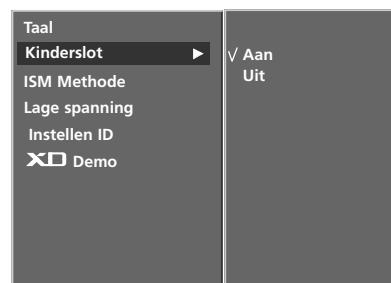 Taal
Kinderslot ▶
ISM Methode
Lage spanning
Instellen ID
XD Demo
√ Aan
Uit